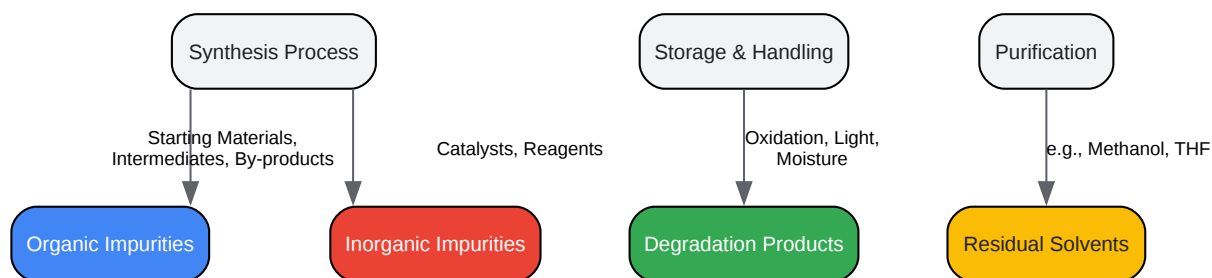 Synthesis Process
Storage & Handling
Purification
Starting Materials,
Intermediates, By-products
Catalysts, Reagents
Oxidation, Light,
Moisture
e.g., Methanol, THF
Organic Impurities
Inorganic Impurities
Degradation Products
Residual Solvents